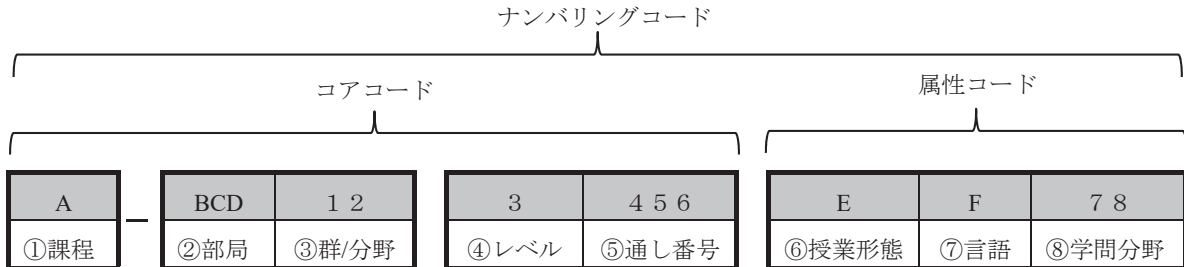 ナンバリングコード
コアコード 属性コード
A － BCD １２ ３ ４５６ E F ７８
①課程 ②部局 ③群/分野 ④レベル ⑤通し番号 ⑥授業形態 ⑦言語 ⑧学問分野